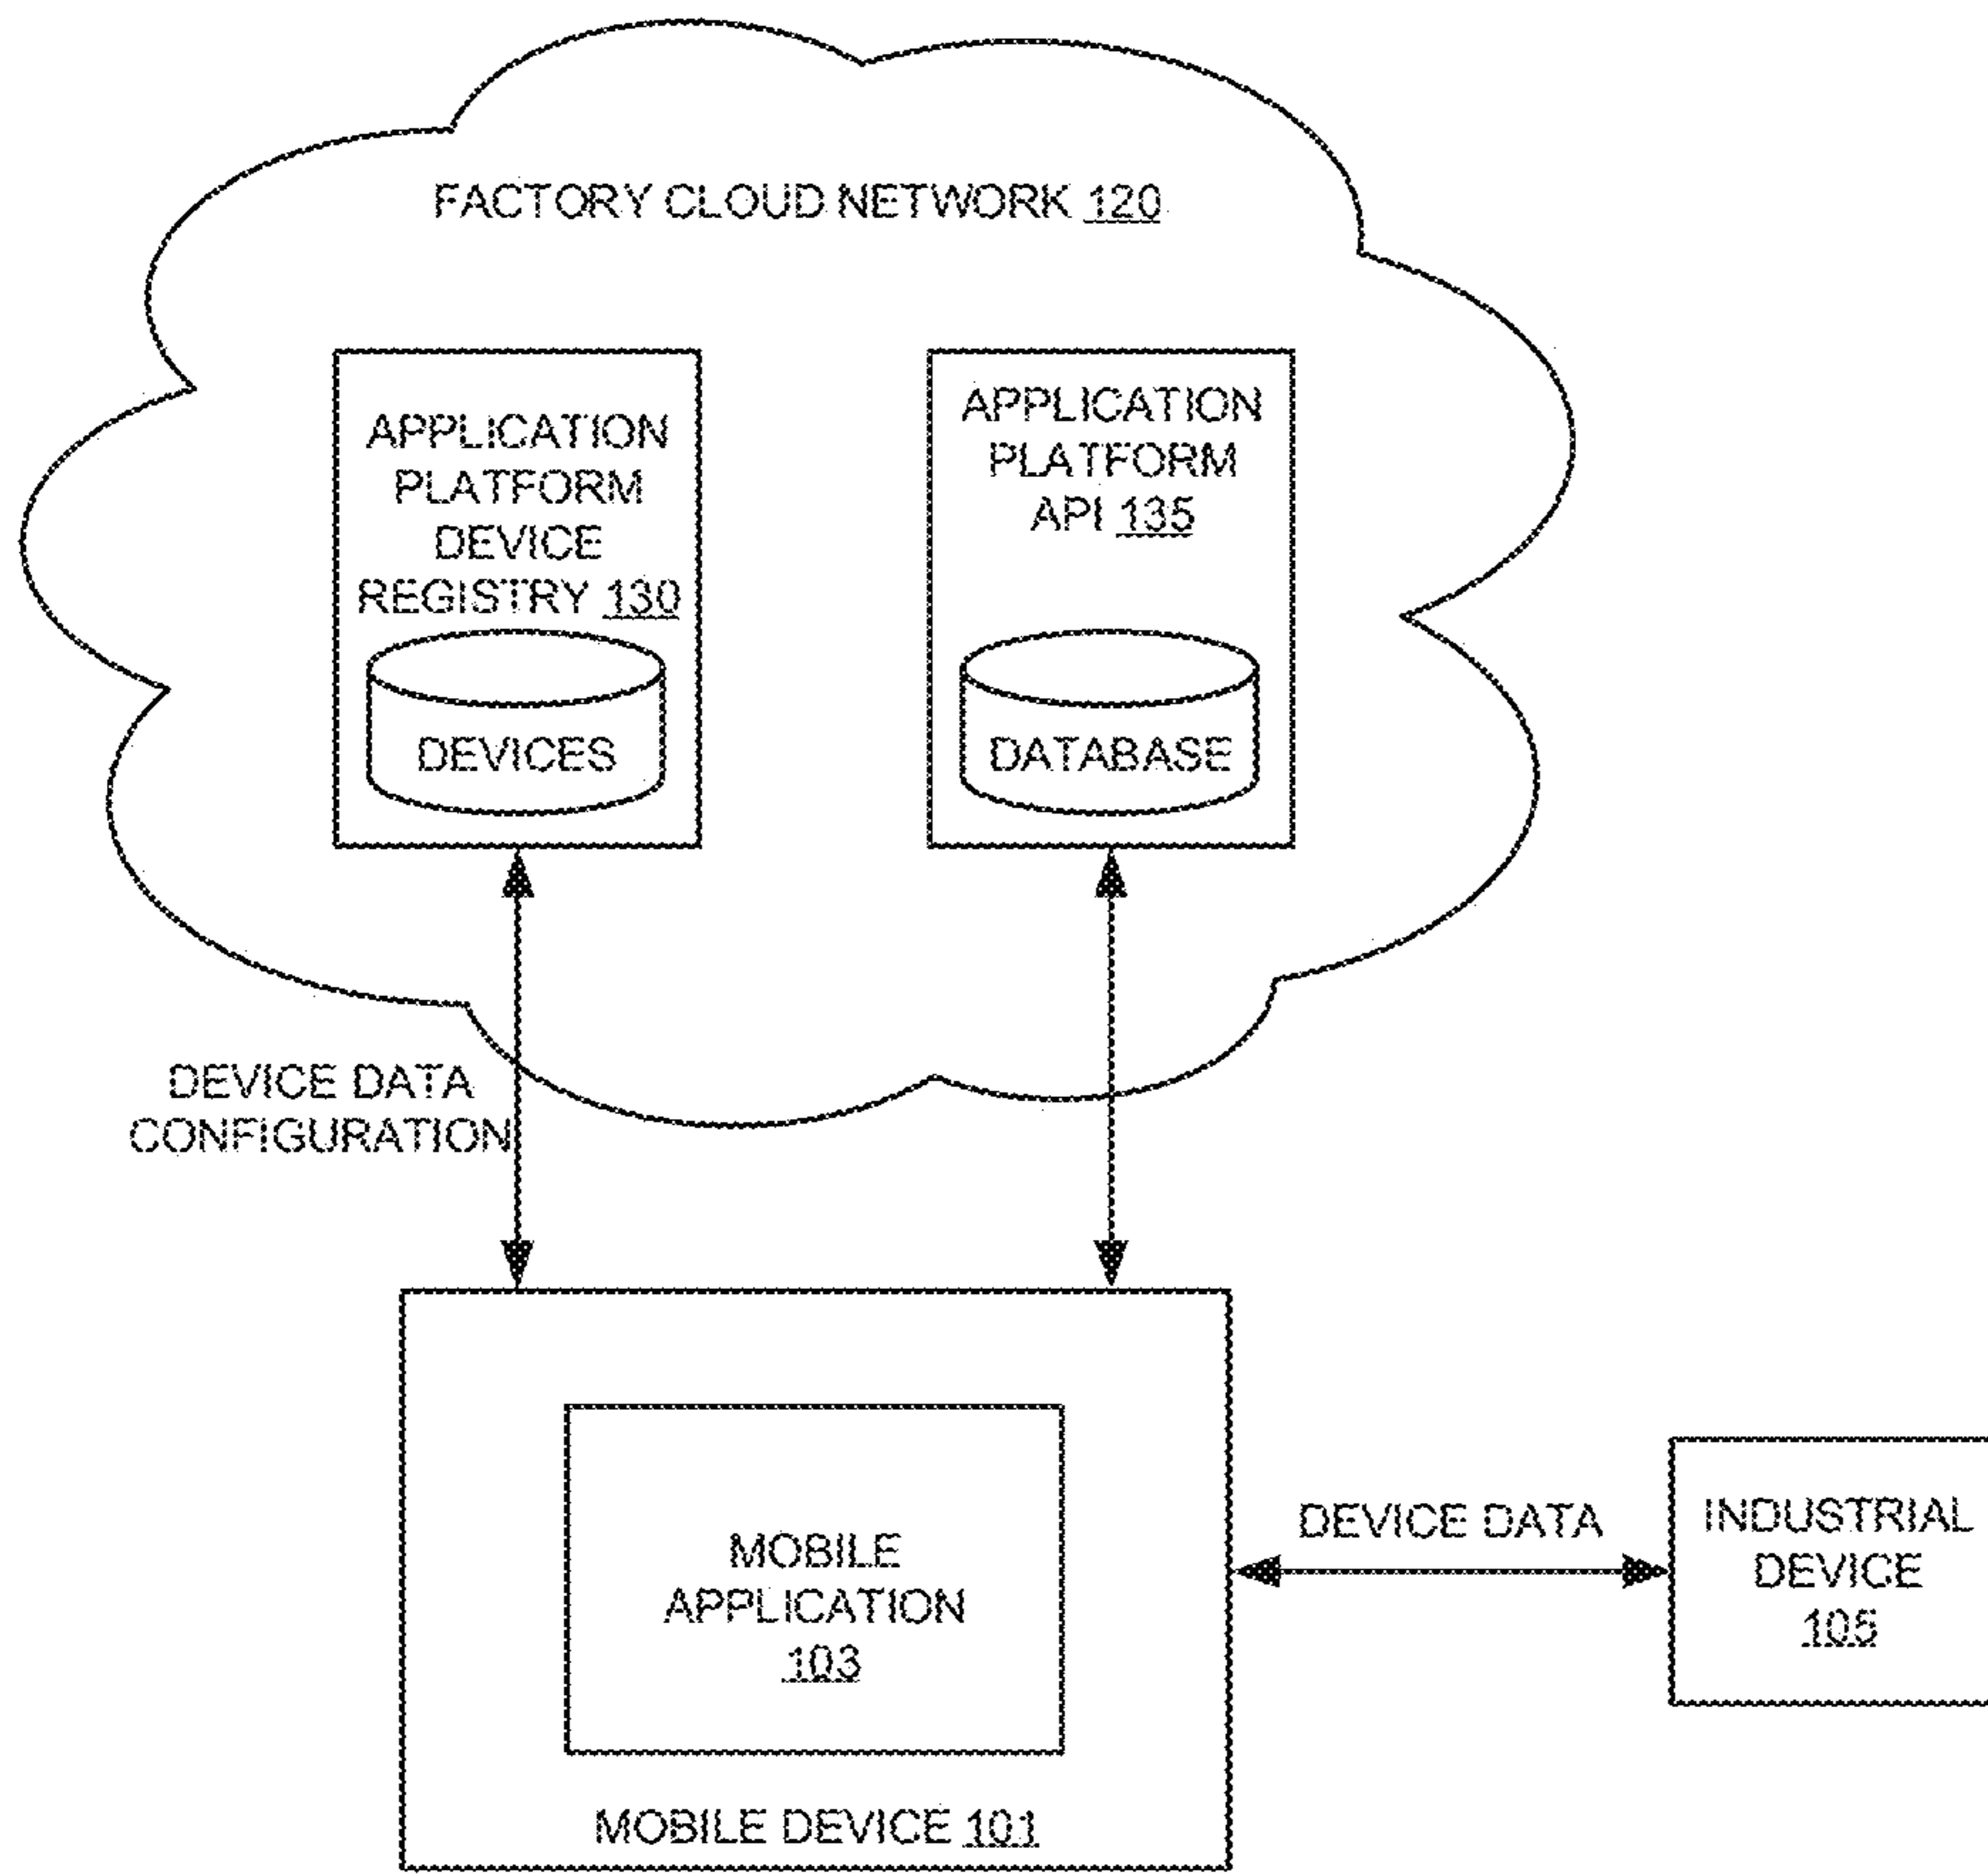 FACTORY CLOUD NETWORK 120
APPLICATION
PLATFORM
DEVICE
REGISTRY 130
DEVICES
APPLICATION
PLATFORM
API 135
DATABASE
DEVICE DATA
CONFIGURATION
MOBILE
APPLICATION
103
MOBILE DEVICE 101
DEVICE DATA
INDUSTRIAL
DEVICE
105